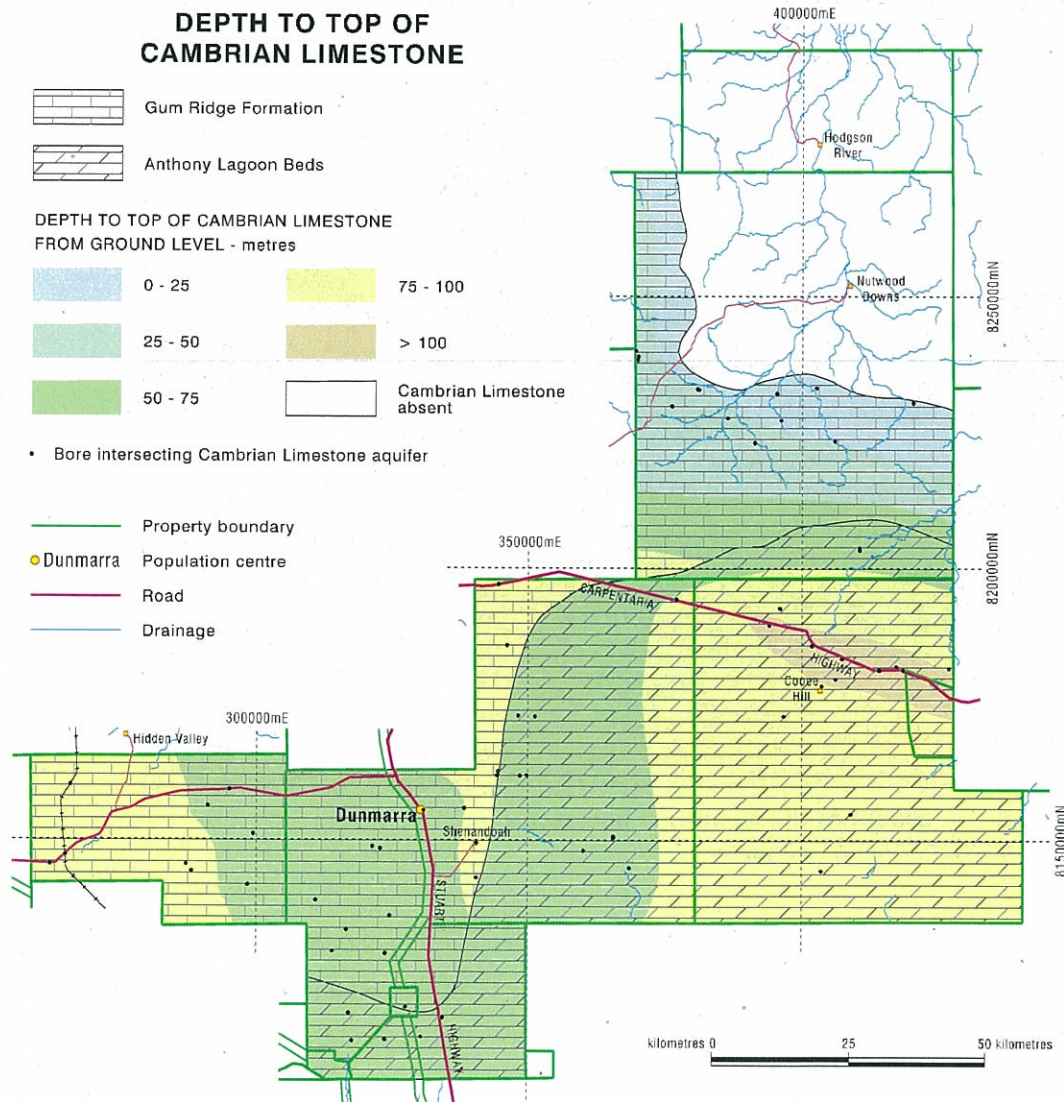 DEPTH TO TOP OF
CAMBRIAN LIMESTONE
Gum Ridge Formation
Anthony Lagoon Beds
DEPTH TO TOP OF CAMBRIAN LIMESTONE
FROM GROUND LEVEL - metres
0 - 25
75 - 100
25 - 50
> 100
50 - 75
Cambrian Limestone
absent
Bore intersecting Cambrian Limestone aquifer
Property boundary
Dunmarra Population centre
Road
Drainage
400000mE
Hodgson
River
Nutwood
Downs
8250000mN
350000mE
8200000mN
CARPENTARIA
HIGHWAY
Cobee
Hill
300000mE
Hidden Valley
Dunmarra
Shenandoah
8150000mN
STUART
HIGHWAY
kilometres 0 25 50 kilometres